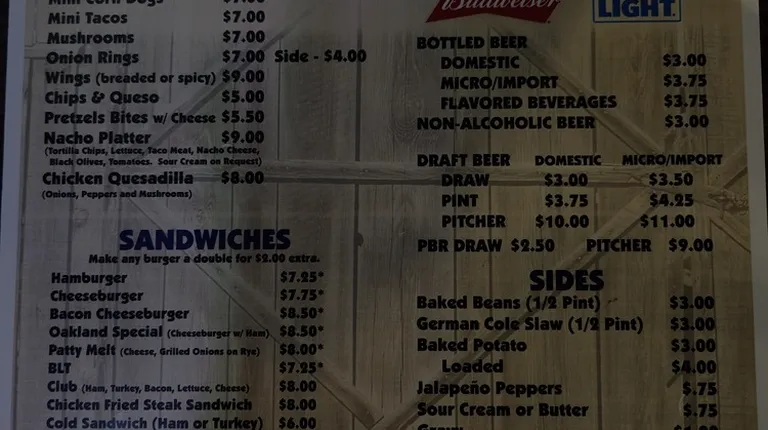 Mini Corn Dogs $7.00
Mini Tacos $7.00
Mushrooms $7.00
Onion Rings $7.00 Side - $4.00
Wings (breaded or spicy) $9.00
Chips & Queso $5.00
Pretzels Bites w/ Cheese $5.50
Nacho Platter $9.00
(Tortilla Chips, Lettuce, Taco Meat, Nacho Cheese,
Black Olives, Tomatoes. Sour Cream on Request)
Chicken Quesadilla $8.00
(Onions, Peppers and Mushrooms)
SANDWICHES
Make any burger a double for $2.00 extra.
Hamburger $7.25*
Cheeseburger $7.75*
Bacon Cheeseburger $8.50*
Oakland Special (Cheeseburger w/ Ham) $8.50*
Patty Melt (Cheese, Grilled Onions on Rye) $8.00*
BLT $7.25*
Club (Ham, Turkey, Bacon, Lettuce, Cheese) $8.00
Chicken Fried Steak Sandwich $8.00
Cold Sandwich (Ham or Turkey) $6.00
Budweiser
LIGHT
BOTTLED BEER
DOMESTIC $3.00
MICRO/IMPORT $3.75
FLAVORED BEVERAGES $3.75
NON-ALCOHOLIC BEER $3.00
DRAFT BEER DOMESTIC MICRO/IMPORT
DRAW $3.00 $3.50
PINT $3.75 $4.25
PITCHER $10.00 $11.00
PBR DRAW $2.50 PITCHER $9.00
SIDES
Baked Beans (1/2 Pint) $3.00
German Cole Slaw (1/2 Pint) $3.00
Baked Potato $3.00
Loaded $4.00
Jalapeño Peppers $.75
Sour Cream or Butter $.75